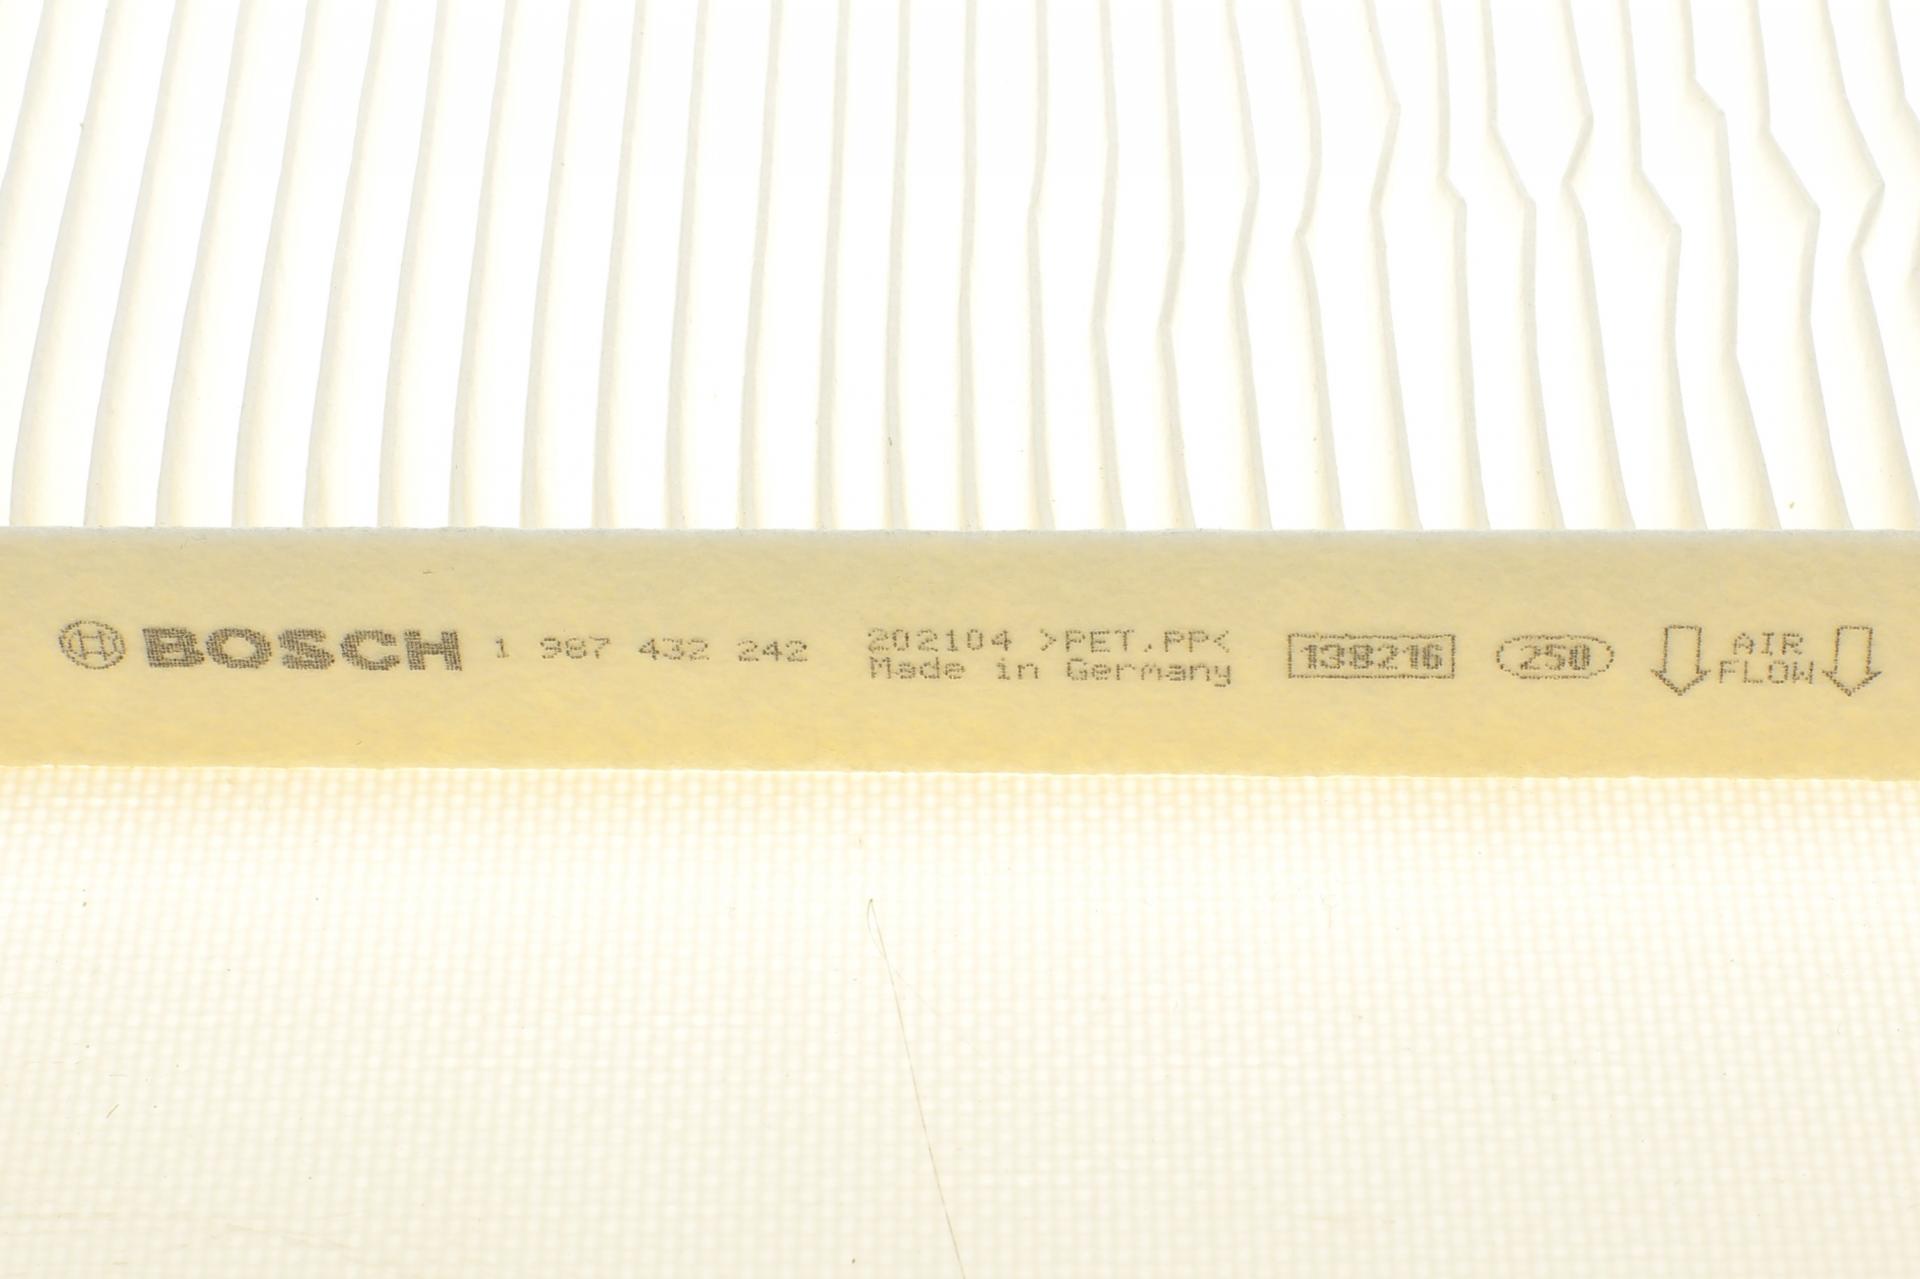 BOSCH 1 987 432 242
202104 >PET,PP<
Made in Germany
138216
250
AIR
FLOW